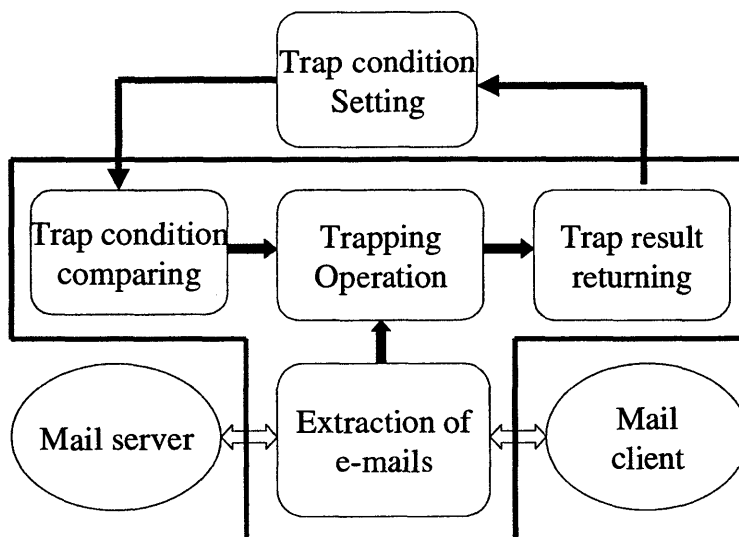 Trap condition
Setting
Trap condition
comparing
Trapping
Operation
Trap result
returning
Mail server
Extraction of
e-mails
Mail
client